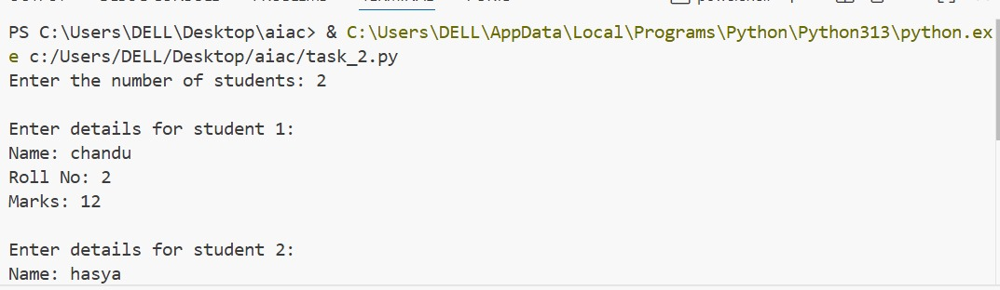 PS C:\Users\DELL\Desktop\aiac> & C:\Users\DELL\AppData\Local\Programs\Python\Python313\python.ex
e c:/Users/DELL/Desktop/aiac/task_2.py
Enter the number of students: 2
Enter details for student 1:
Name: chandu
Roll No: 2
Marks: 12
Enter details for student 2:
Name: hasya